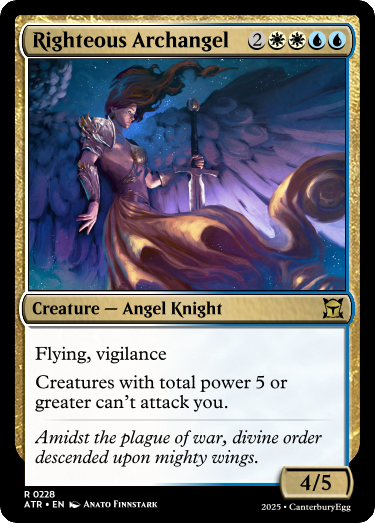 Righteous Archangel 2
Creature — Angel Knight
Flying, vigilance
Creatures with total power 5 or
greater can't attack you.
Amidst the plague of war, divine order
descended upon mighty wings.
4/5
R 0228
ATR • EN Anato Finnstark
2025 • CanterburyEgg